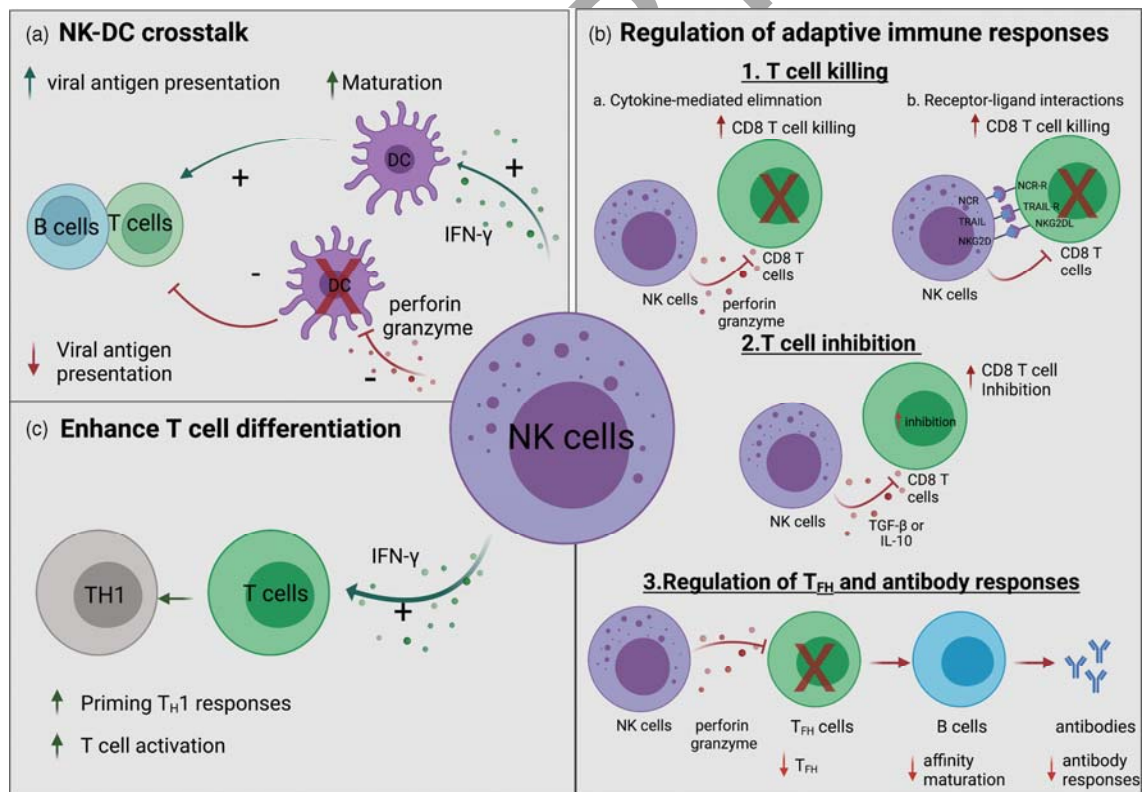 (a) NK-DC crosstalk
viral antigen presentation
Maturation
DC
+
+
B cells
T cells
IFN-γ
-
DC
perforin
granzyme
Viral antigen
presentation
-
NK cells
(c) Enhance T cell differentiation
IFN-γ
TH1
T cells
+
Priming TH1 responses
T cell activation
(b) Regulation of adaptive immune responses
1. T cell killing
a. Cytokine-mediated elimnation
CD8 T cell killing
X
CD8 T
cells
NK cells
perforin
granzyme
b. Receptor-ligand interactions
CD8 T cell killing
NCR
NCR-R
TRAIL
TRAIL-R
NKG2D
NKG2DL
X
CD8 T
cells
NK cells
2.T cell inhibition
CD8 T cell
Inhibition
inhibition
CD8 T
cells
NK cells
TGF-β or
IL-10
3.Regulation of TFH and antibody responses
X
NK cells
perforin
granzyme
TFH cells
TFH
B cells
affinity
maturation
antibodies
antibody
responses